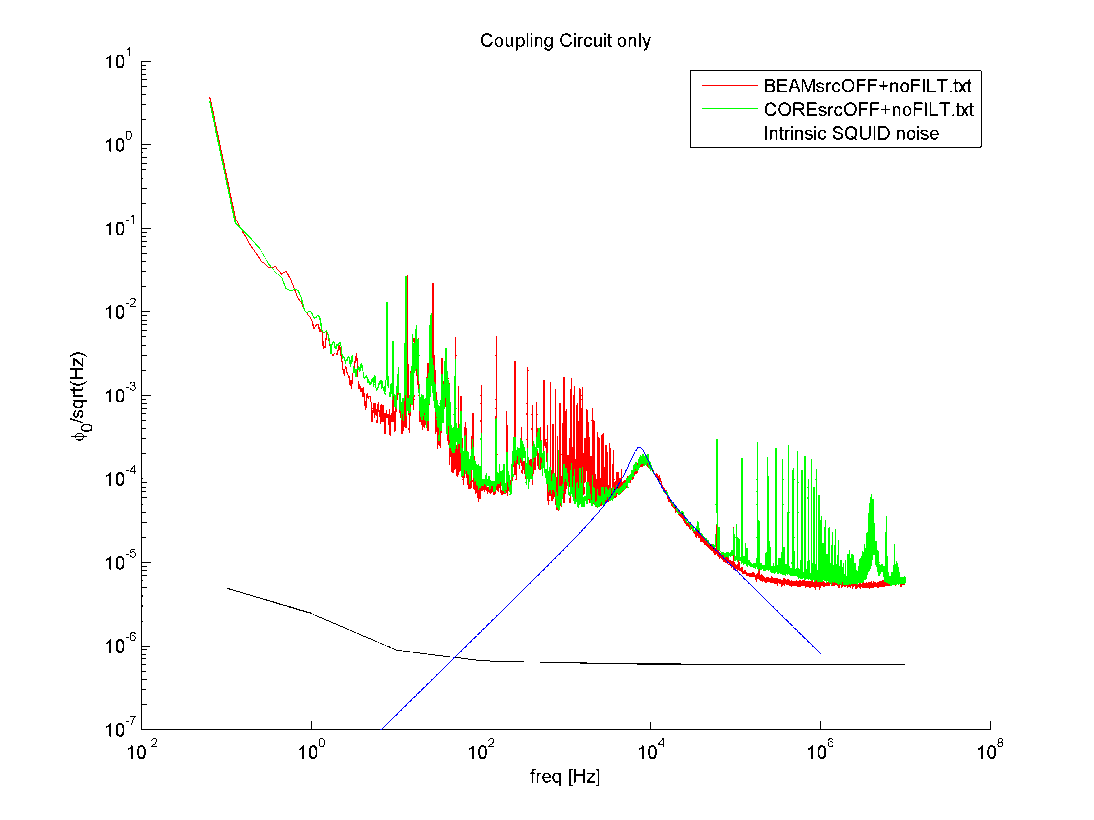 Coupling Circuit only
BEAMsrcOFF+noFILT.txt
COREsrcOFF+noFILT.txt
Intrinsic SQUID noise
10^1
10^0
10^-1
10^-2
10^-3
10^-4
10^-5
10^-6
10^-7
ϕ_0/sqrt(Hz)
10^-2 10^0 10^2 10^4 10^6 10^8
freq [Hz]